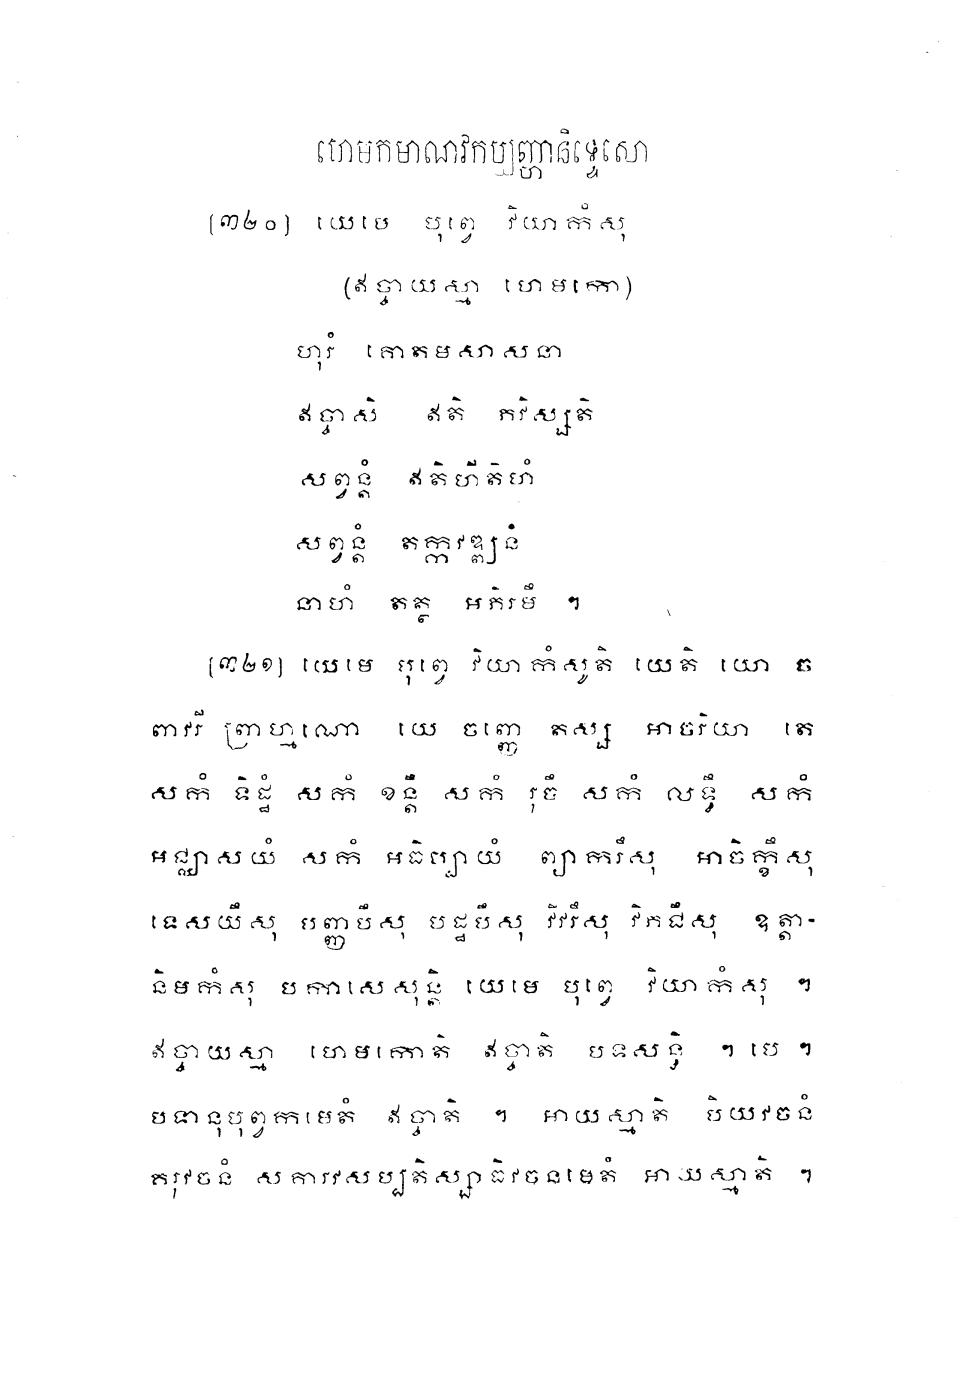 ហេមកមាណវកប្បញ្ហានិទ្ទេសោ
[៣២០] យេមេ បុព្វេ វិយាកំសុ
(ឥច្ចាយស្មា ហេមកោ)
ហុរំ គោតមសាសនា
ឥច្ចាសិ ឥតិ ភវិស្សតិ
សព្វន្តំ ឥតិហីតិហំ
សព្វន្តំ តក្កវឌ្ឍនំ
នាហំ តត្ថ អភិរមឹ ។
[៣២១] យេមេ បុព្វេ វិយាកំសូតិ យេតិ យោ ច
ពាវរី ព្រាហ្មណោ យេ ចញ្ញេ តស្ស អាចរិយា តេ
សកំ ទិដ្ឋំ សកំ ខន្តឹ សកំ រុចឹ សកំ លទ្ធឹ សកំ
អជ្ឈាសយំ សកំ អធិប្បាយំ ព្យាករឹសុ អាចិក្ខឹសុ
ទេសយឹសុ បញ្ញបឹសុ បដ្ឋបឹសុ វិវរឹសុ វិភជឹសុ ឧត្តា-
និមកំសុ បកាសេសុន្តិ យេមេ បុព្វេ វិយាកំសុ ។
ឥច្ចាយស្មា ហេមកោតិ ឥច្ចាតិ បទសន្ធិ ។ បេ ។
បទានុបុព្វតាមេតំ ឥច្ចាតិ ។ អាយស្មាតិ បិយវចនំ
គរុវចនំ សគារវសប្បតិស្សាធិវចនមេតំ អាយស្មាតិ ។